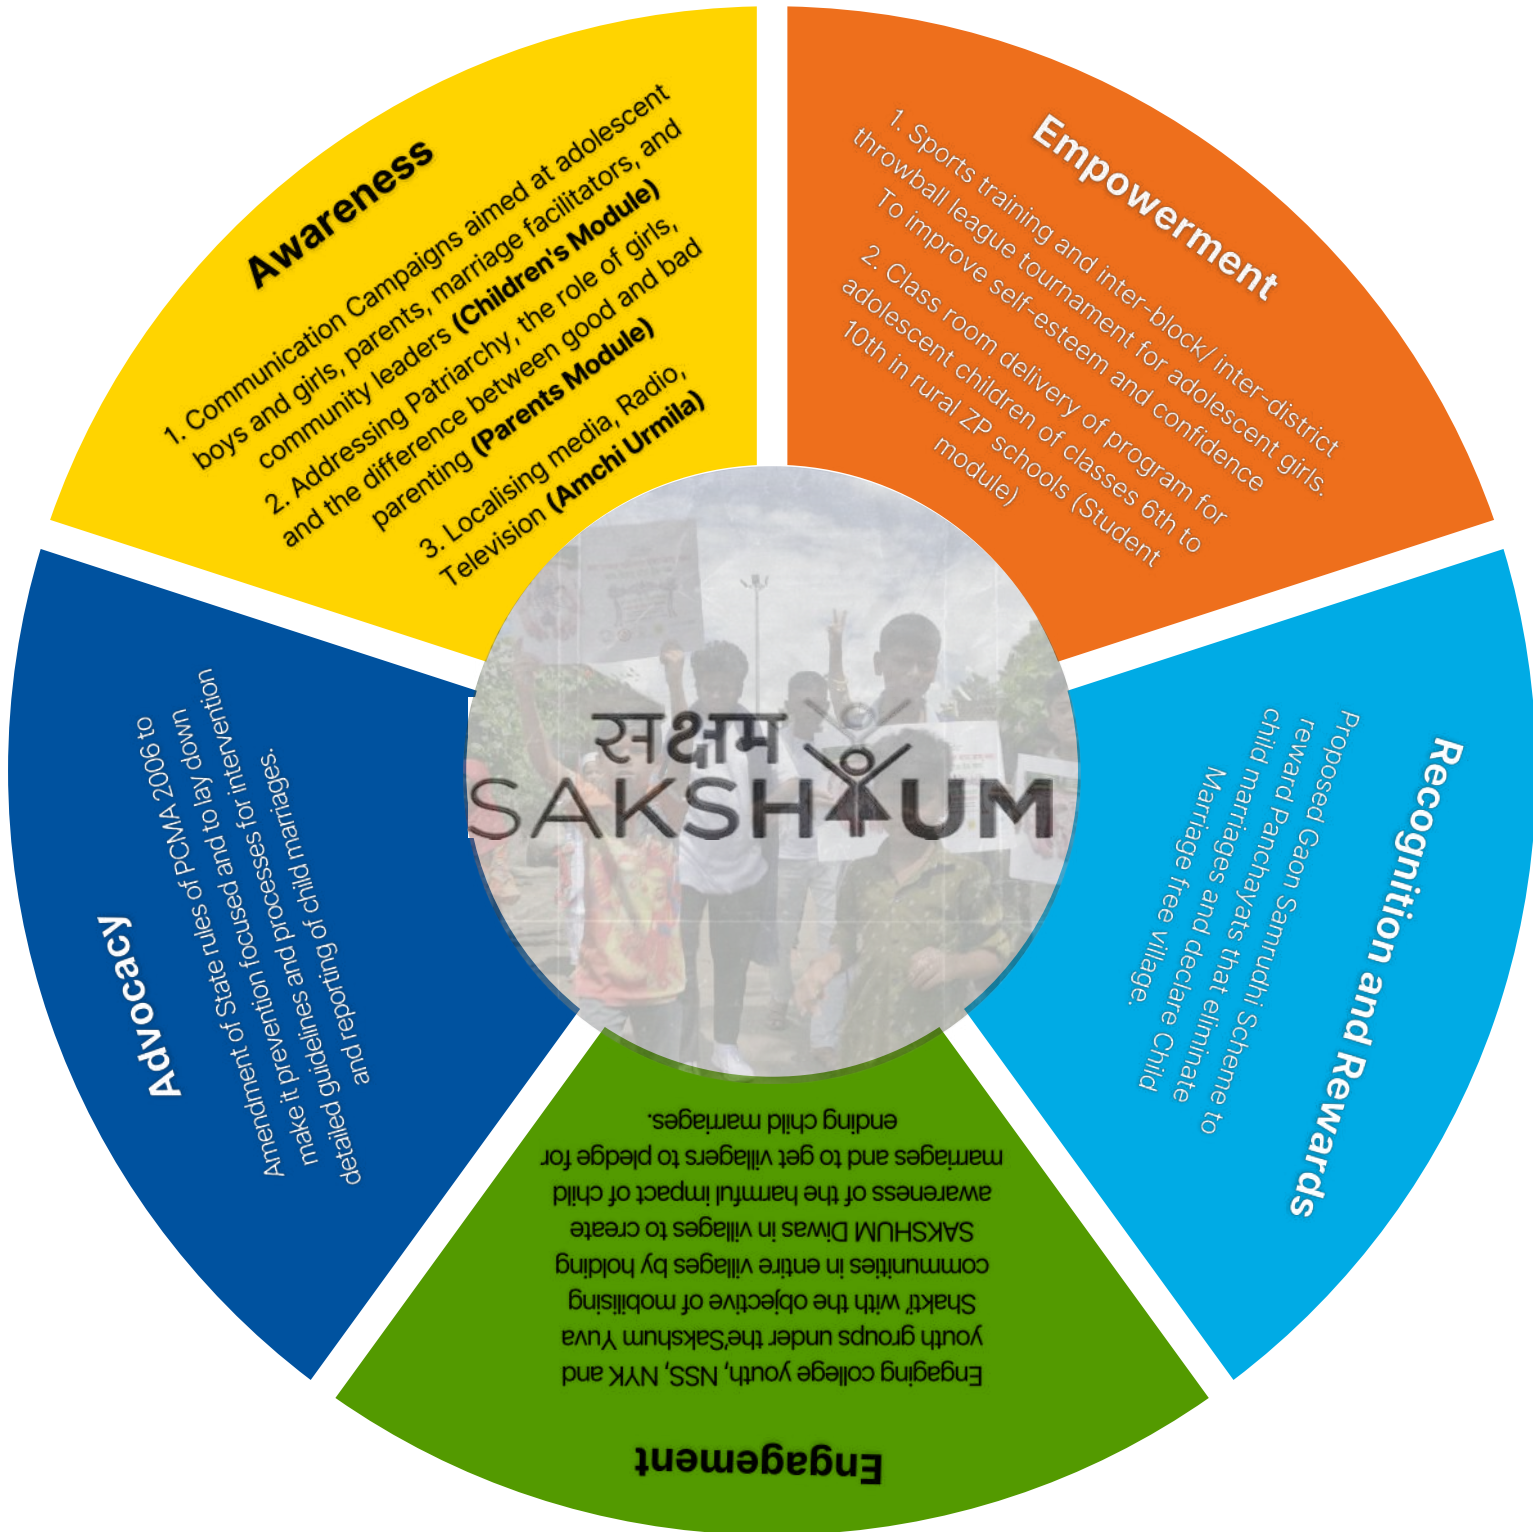 Awareness
1. Communication Campaigns aimed at adolescent
boys and girls, parents, marriage facilitators, and
community leaders (Children's Module)
2. Addressing Patriarchy, the role of girls,
and the difference between good and bad
parenting (Parents Module)
3. Localising media, Radio,
Television (Amchi Urmila)
Empowerment
1. Sports training and inter-block/ inter-district
throwball league tournament for adolescent girls.
To improve self-esteem and confidence
2. Class room delivery of program for
adolescent children of classes 6th to
10th in rural ZP schools (Student
module)
Recognition and Rewards
Proposed Gaon Samrudhi Scheme to
reward Panchayats that eliminate
child marriages and declare Child
Marriage free village.
Engagement
Engaging college youth, NSS, NYK and
youth groups under the'Sakshum Yuva
Shakti' with the objective of mobilising
communities in entire villages by holding
SAKSHUM Diwas in villages to create
awareness of the harmful impact of child
marriages and to get villagers to pledge for
ending child marriages.
Advocacy
Amendment of State rules of PCMA 2006 to
make it prevention focused and to lay down
detailed guidelines and processes for intervention
and reporting of child marriages.
सक्षम
SAKSHUM